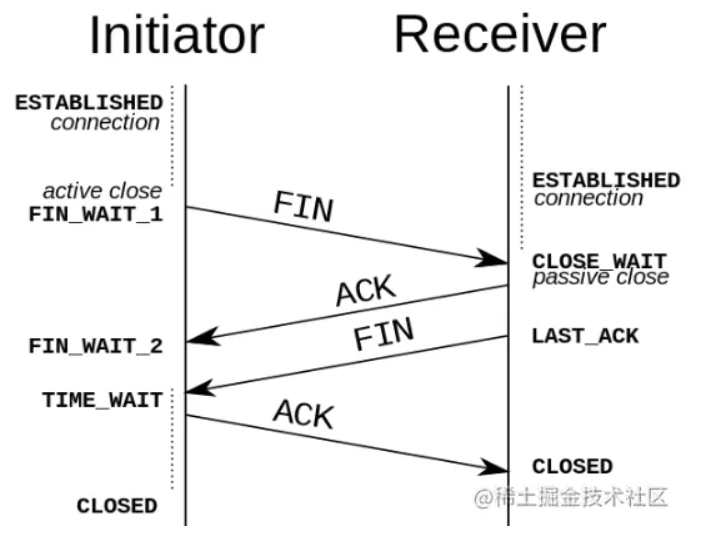 Initiator
Receiver
ESTABLISHED
connection
ESTABLISHED
connection
active close
FIN_WAIT_1
FIN
CLOSE_WAIT
passive close
ACK
FIN
LAST_ACK
FIN_WAIT_2
TIME_WAIT
ACK
CLOSED
@稀土掘金技术社区
CLOSED